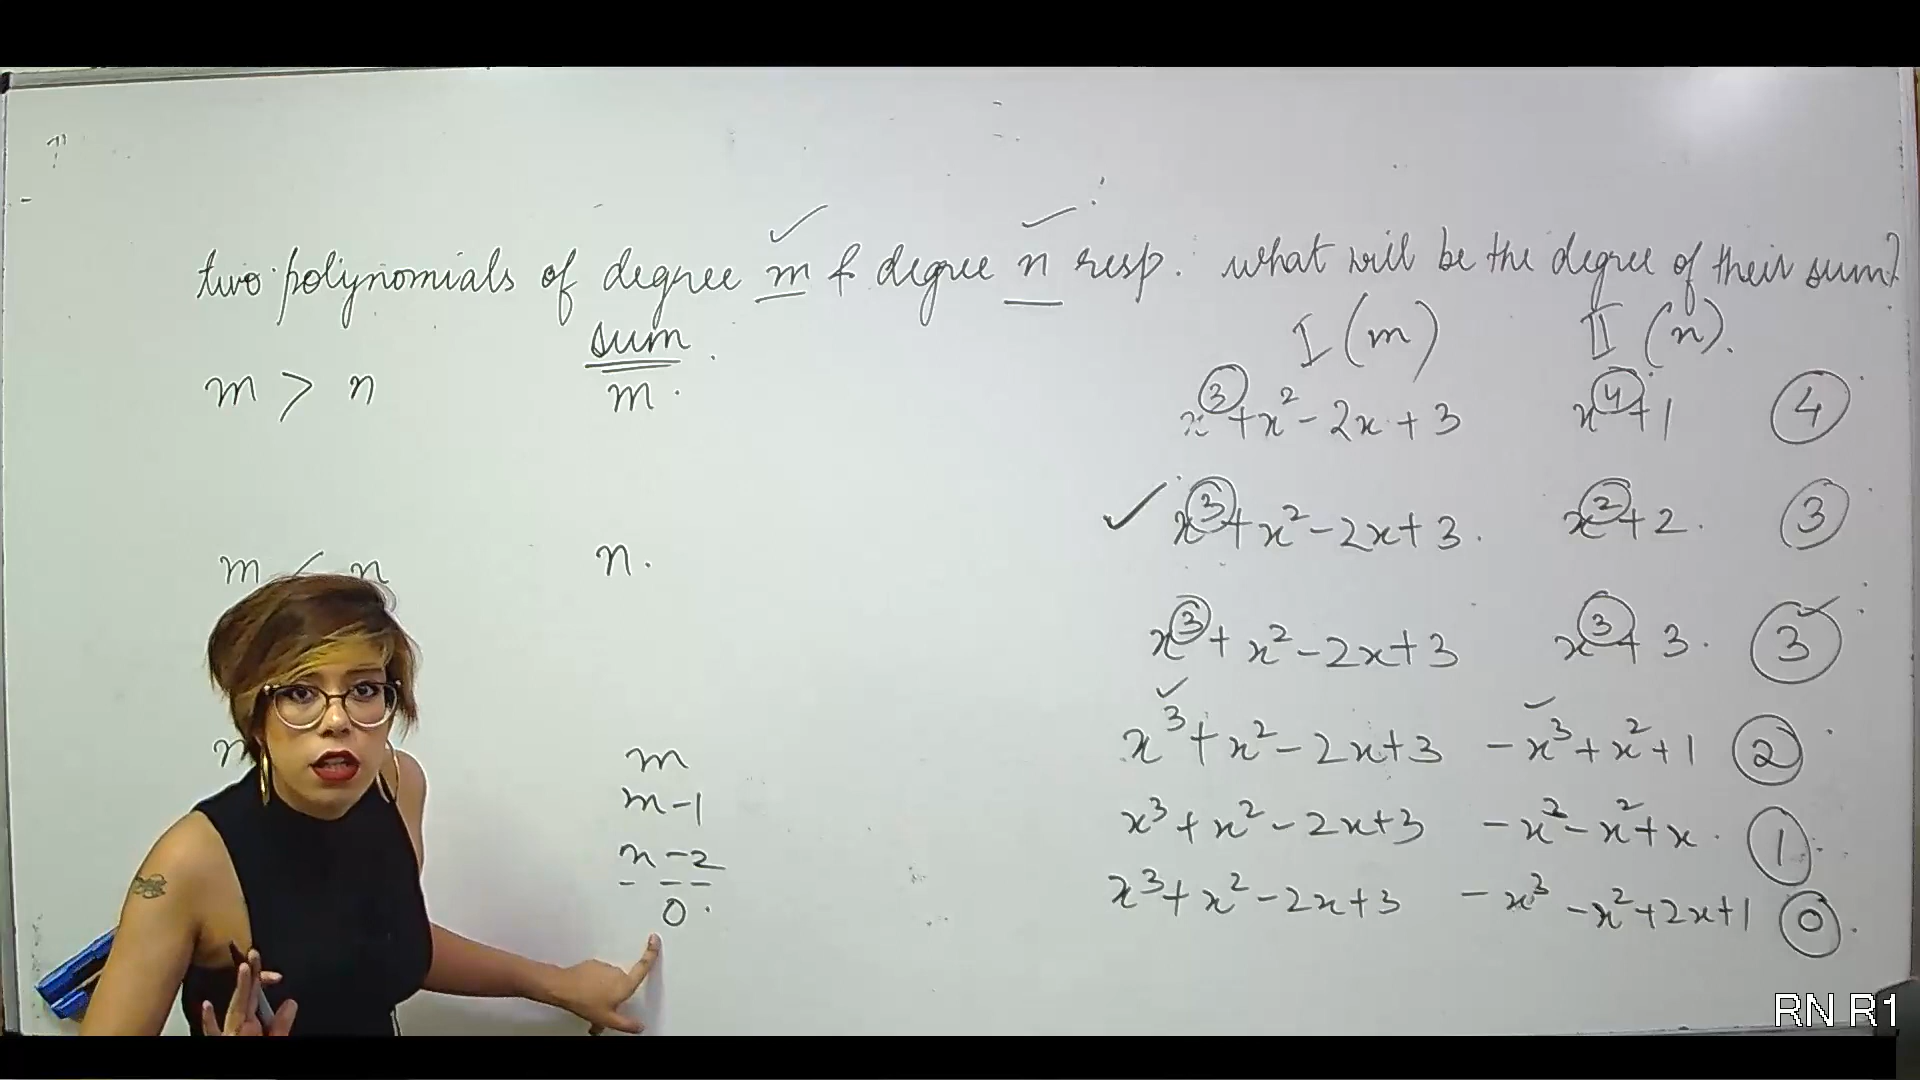 two polynomials of degree m & degree n resp. what will be the degree of their sum?
sum
I (m) II (n).
m > n m.
x³+x²-2x+3 x⁴+1 4
m < n n.
x³+x²-2x+3. x²+2. 3
x³+x²-2x+3 x³+3. 3
m
x³+x²-2x+3 -x³+x²+1 2
m-1
x³+x²-2x+3 -x³-x²+x. 1
n-2
x³+x²-2x+3 -x³-x²+2x+1 0.
0.
RN R1